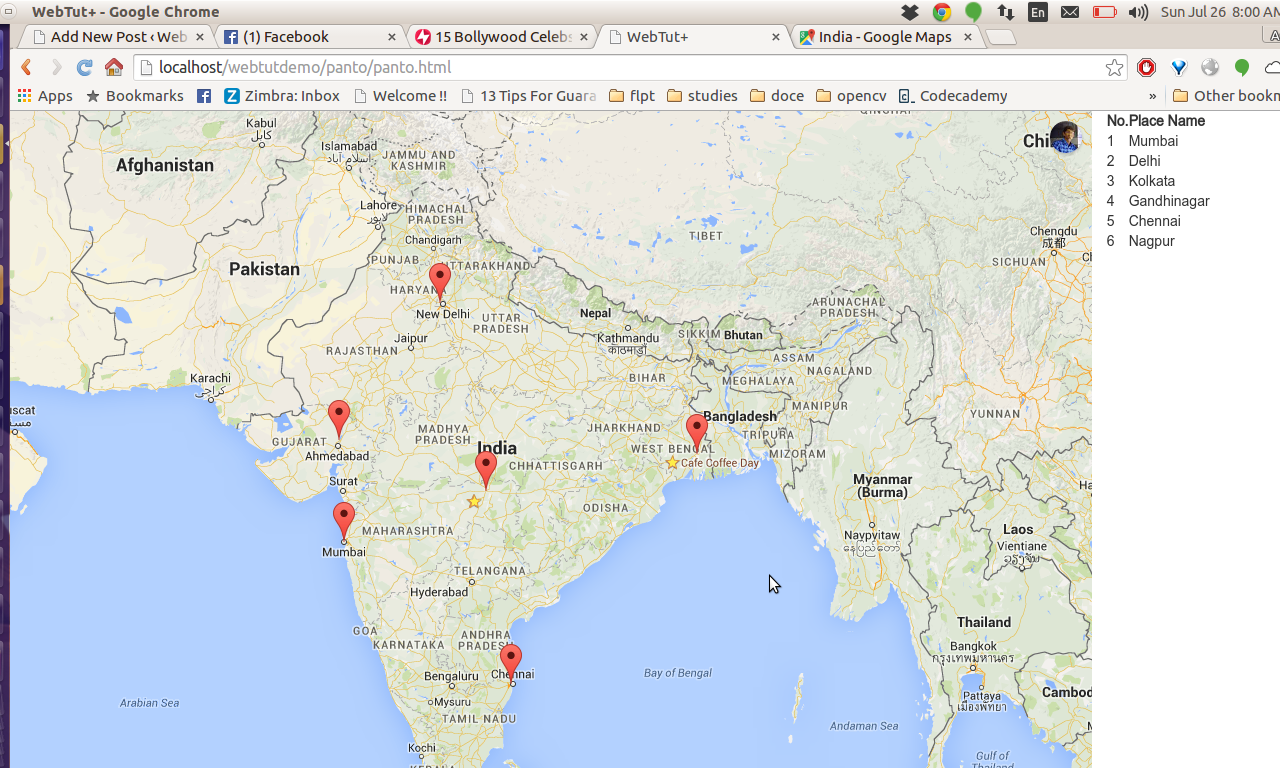 WebTut+ - Google Chrome
En
Sun Jul 26 8:00 AM
Add New Post ‹ Web
(1) Facebook
15 Bollywood Celebs
WebTut+
India - Google Maps
localhost/webtutdemo/panto/panto.html
Apps
Bookmarks
Zimbra: Inbox
Welcome !!
13 Tips For Guara
flpt
studies
doce
opencv
Codecademy
»
Other bookm
No. Place Name
1 Mumbai
2 Delhi
3 Kolkata
4 Gandhinagar
5 Chennai
6 Nagpur
QINGHAI
Kabul
کابل
Afghanistan
Islamabad
اسلام آباد
JAMMU AND
KASHMIR
Chi
Lahore
لاہور
HIMACHAL
PRADESH
Chandigarh
PUNJAB
UTTARAKHAND
TIBET
Chengdu
成都
SICHUAN
Pakistan
HARYANA
New Delhi
Nepal
ARUNACHAL
PRADESH
UTTAR
PRADESH
Jaipur
Kathmandu
काठमाडौं
SIKKIM
Bhutan
RAJASTHAN
ASSAM
NAGALAND
Karachi
كراچى
BIHAR
MEGHALAYA
MANIPUR
YUNNAN
uscat
Bangladesh
GUJARAT
Ahmedabad
MADHYA
PRADESH
India
JHARKHAND
WEST BENGAL
TRIPURA
MIZORAM
CHHATTISGARH
Cafe Coffee Day
Surat
Myanmar
(Burma)
Ha
ODISHA
Mumbai
MAHARASHTRA
Naypyitaw
နေပြည်တော်
Laos
Vientiane
ວຽງຈັນ
TELANGANA
Hyderabad
GOA
KARNATAKA
ANDHRA
PRADESH
Thailand
Bangkok
กรุงเทพมหานคร
Bengaluru
Chennai
Bay of Bengal
Pattaya
เมืองพัทยา
Cambod
Arabian Sea
Mysuru
TAMIL NADU
Andaman Sea
Kochi
Gulf of
Thailand
KERALA